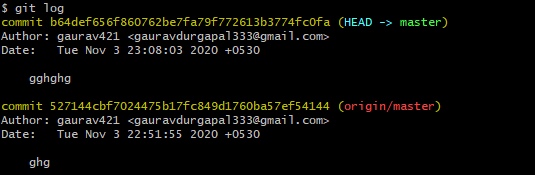 $ git log
commit b64def656f860762be7fa79f772613b3774fc0fa (HEAD -> master)
Author: gaurav421 <gauravdurgapal333@gmail.com>
Date:   Tue Nov 3 23:08:03 2020 +0530
    gghghg
commit 527144cbf7024475b17fc849d1760ba57ef54144 (origin/master)
Author: gaurav421 <gauravdurgapal333@gmail.com>
Date:   Tue Nov 3 22:51:55 2020 +0530
    ghg